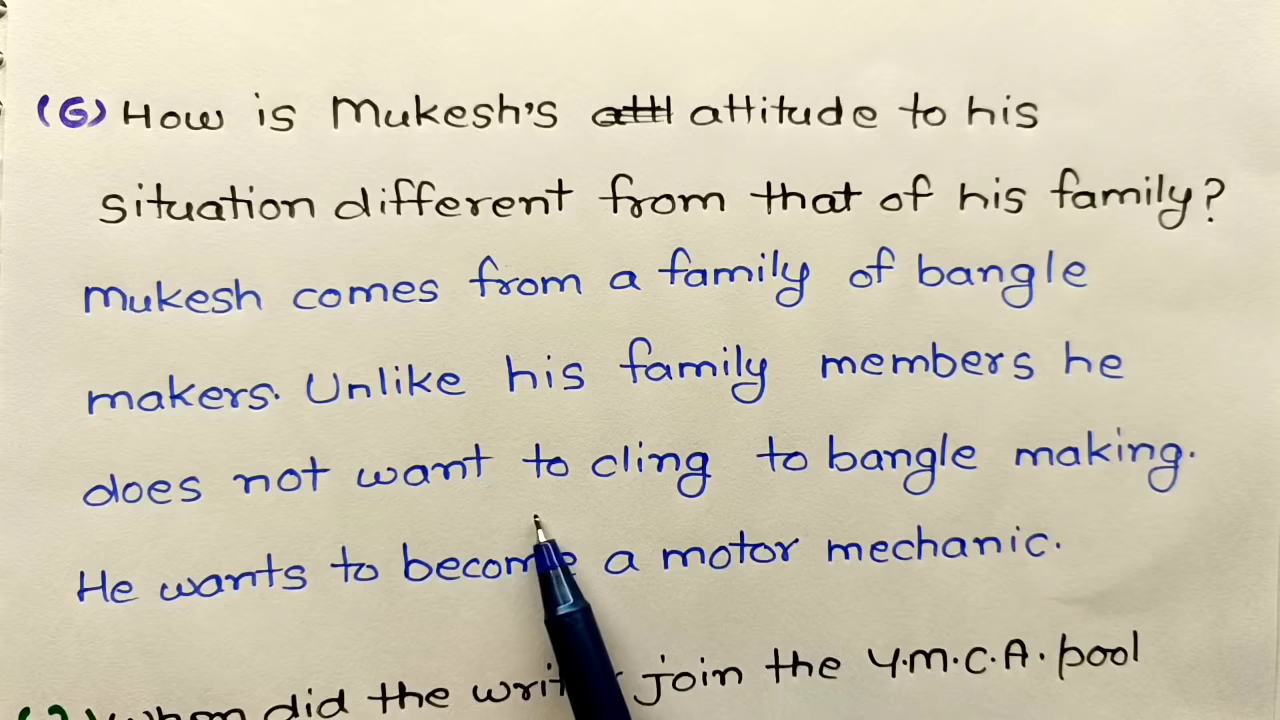 (6) How is Mukesh's attitude to his
situation different from that of his family?
Mukesh comes from a family of bangle
makers. Unlike his family members he
does not want to cling to bangle making.
He wants to become a motor mechanic.
did the join the Y.M.C.A. pool